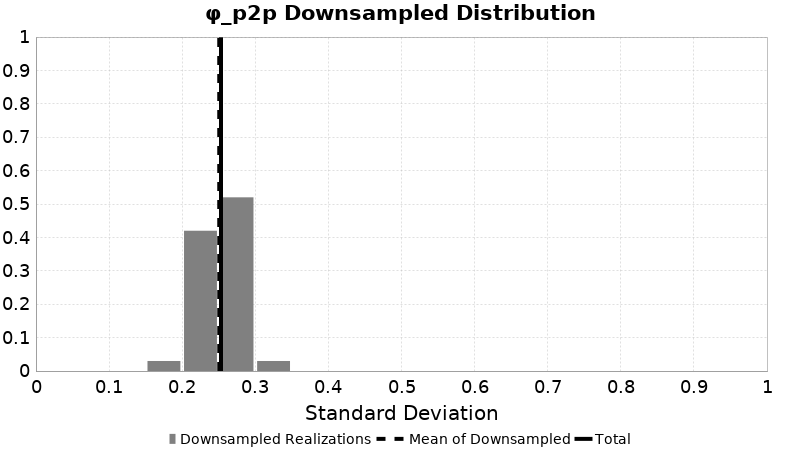 φ_p2p Downsampled Distribution
1
0.9
0.8
0.7
0.6
0.5
0.4
0.3
0.2
0.1
0
0 0.1 0.2 0.3 0.4 0.5 0.6 0.7 0.8 0.9 1
Standard Deviation
Downsampled Realizations Mean of Downsampled Total